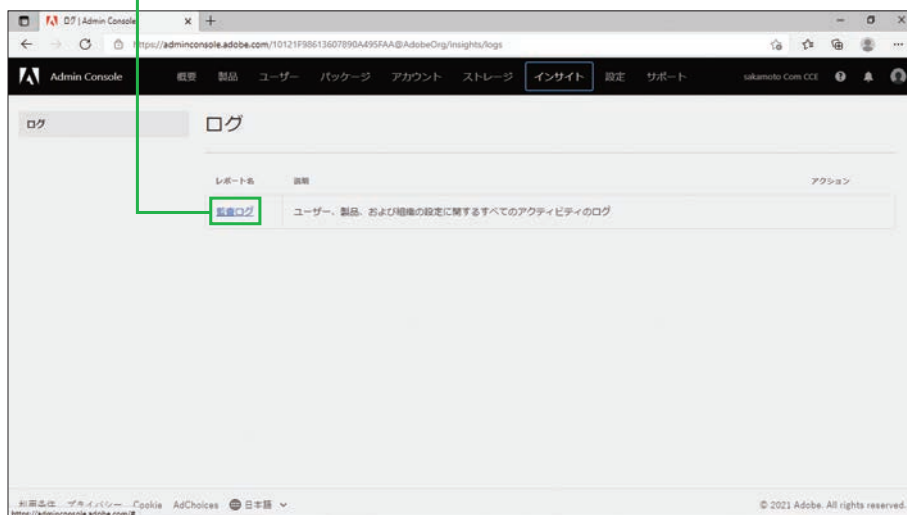 ログ | Admin Console
https://adminconsole.adobe.com/10121F98613607890A495FAA@AdobeOrg/insights/logs
Admin Console 概要 製品 ユーザー パッケージ アカウント ストレージ インサイト 設定 サポート sakamoto Com CCE
ログ
ログ
レポート名 説明 アクション
監査ログ ユーザー、製品、および組織の設定に関するすべてのアクティビティのログ
利用条件 プライバシー Cookie AdChoices 日本語 © 2021 Adobe. All rights reserved.
https://adminconsole.adobe.com/#